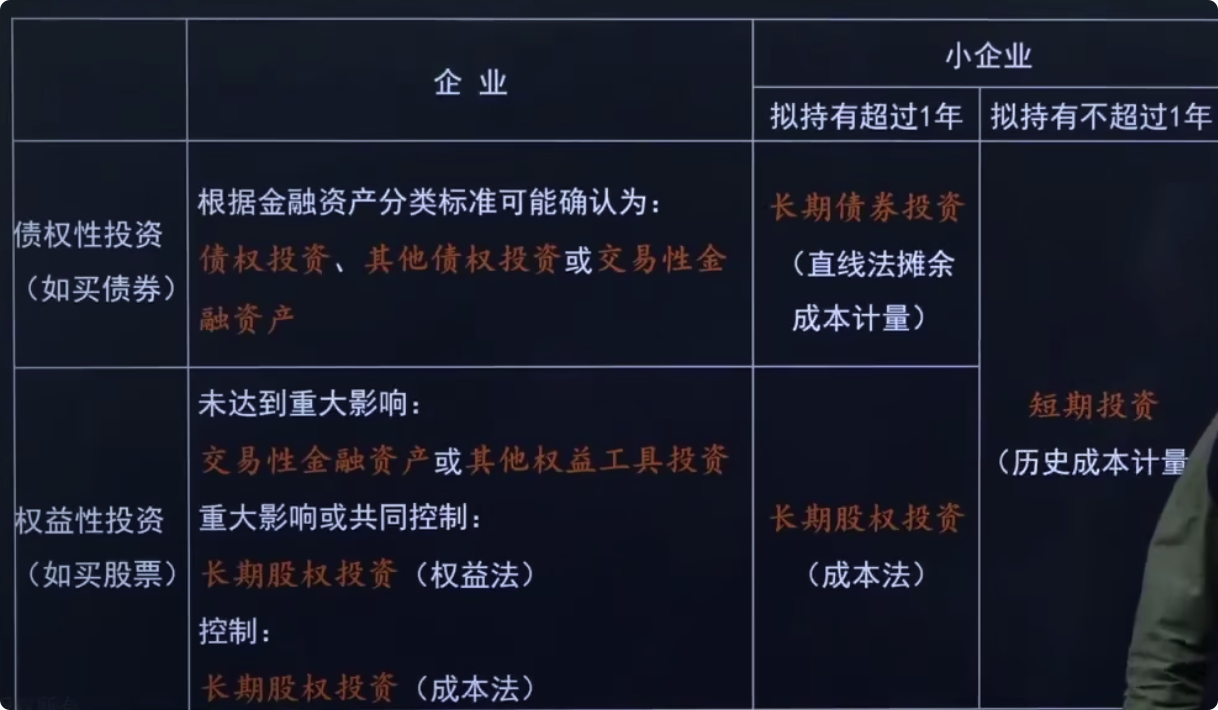 企 业
小企业
拟持有超过1年
拟持有不超过1年
债权性投资
（如买债券）
根据金融资产分类标准可能确认为：
债权投资、其他债权投资或交易性金
融资产
长期债券投资
（直线法摊余
成本计量）
权益性投资
（如买股票）
未达到重大影响：
交易性金融资产或其他权益工具投资
重大影响或共同控制：
长期股权投资（权益法）
控制：
长期股权投资（成本法）
长期股权投资
（成本法）
短期投资
（历史成本计量